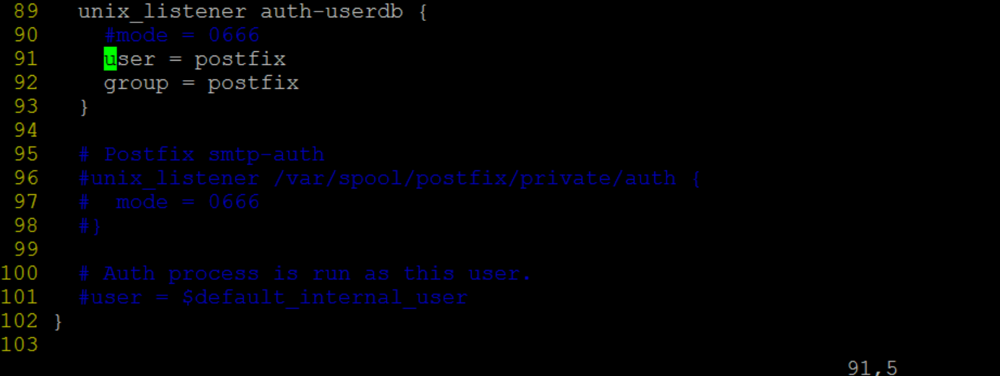 89   unix_listener auth-userdb {
90     #mode = 0666
91     user = postfix
92     group = postfix
93   }
94
95   # Postfix smtp-auth
96   #unix_listener /var/spool/postfix/private/auth {
97   #  mode = 0666
98   #}
99
100   # Auth process is run as this user.
101   #user = $default_internal_user
102 }
103
91,5